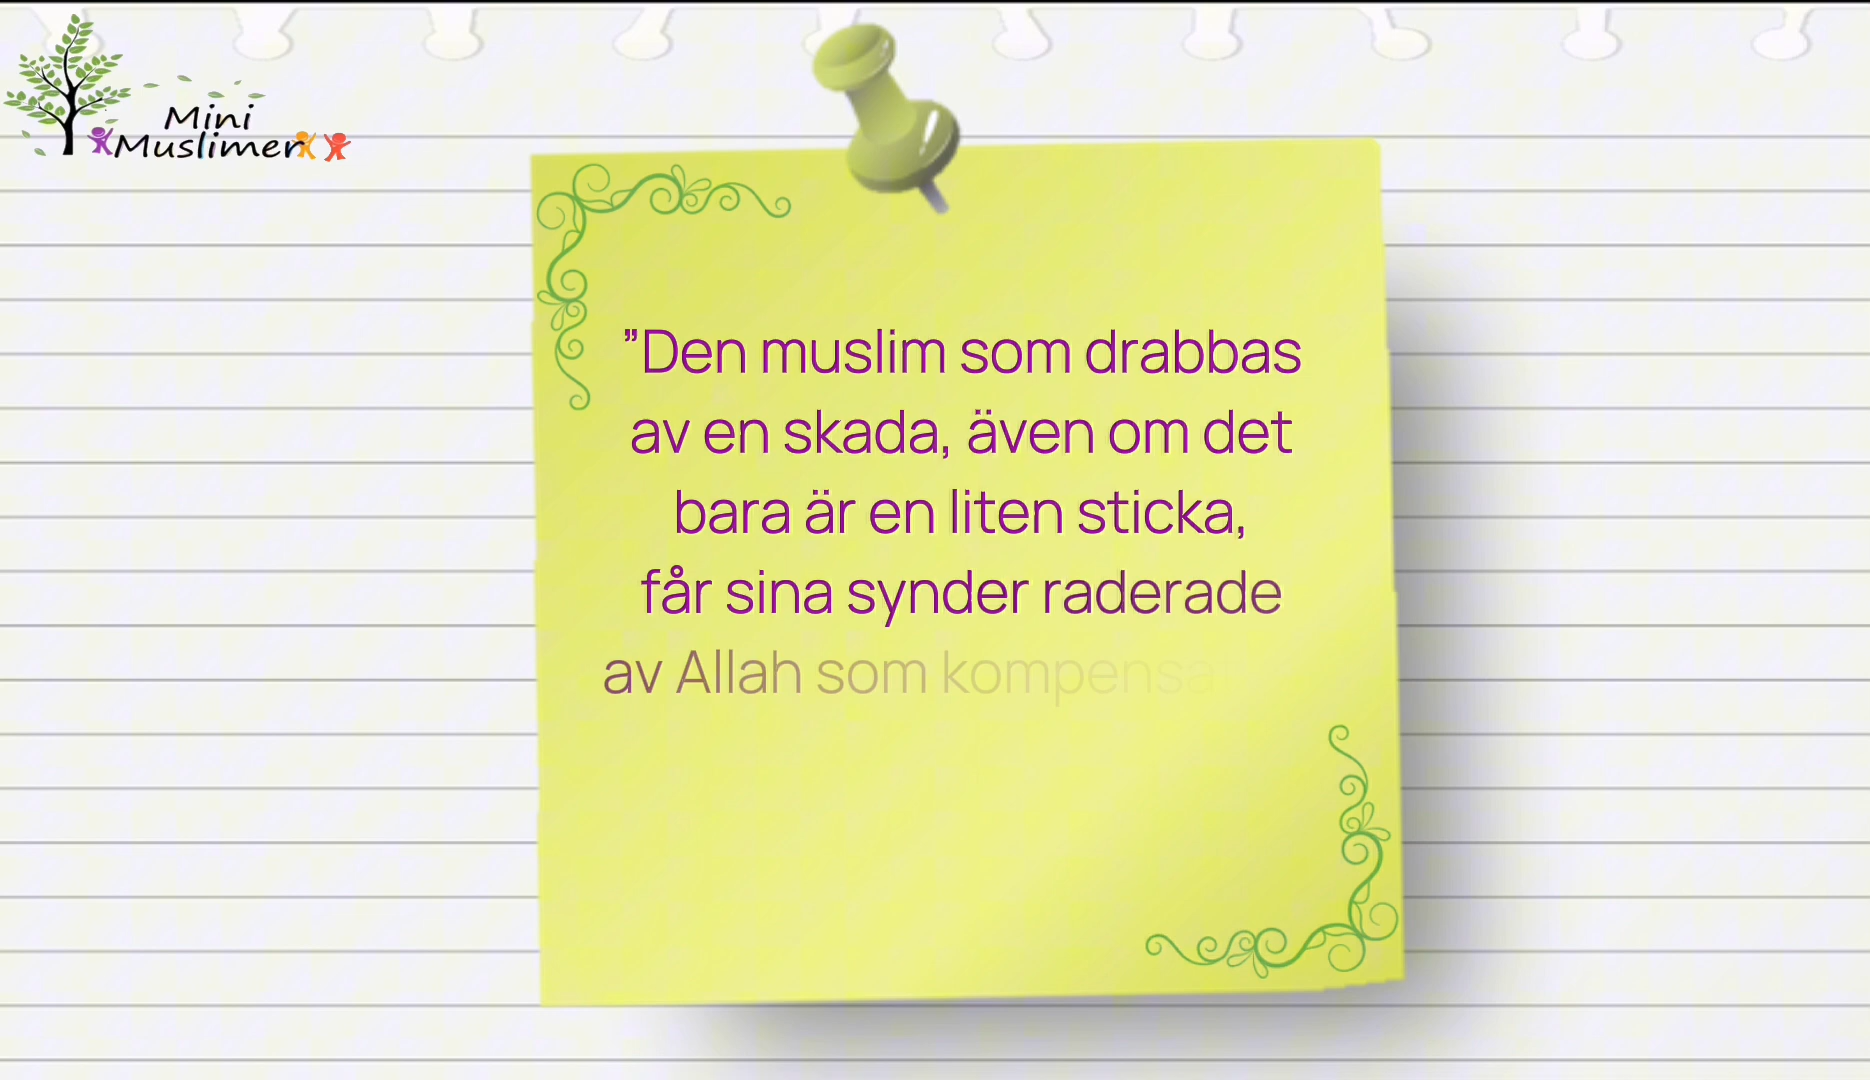 Mini
Muslimer
”Den muslim som drabbas
av en skada, även om det
bara är en liten sticka,
får sina synder raderade
av Allah som